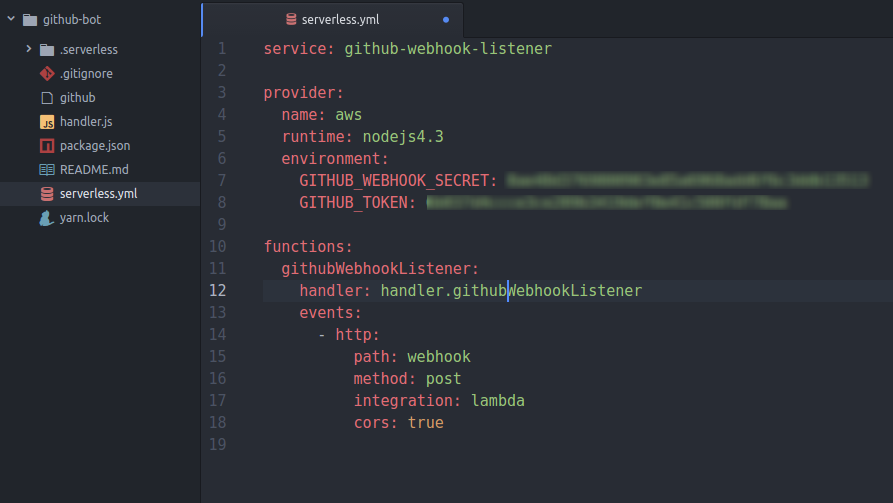 github-bot
.serverless
.gitignore
github
handler.js
package.json
README.md
serverless.yml
yarn.lock
serverless.yml
1 service: github-webhook-listener
2
3 provider:
4   name: aws
5   runtime: nodejs4.3
6   environment:
7     GITHUB_WEBHOOK_SECRET:
8     GITHUB_TOKEN:
9
10 functions:
11   githubWebhookListener:
12     handler: handler.githubWebhookListener
13     events:
14       - http:
15           path: webhook
16           method: post
17           integration: lambda
18           cors: true
19